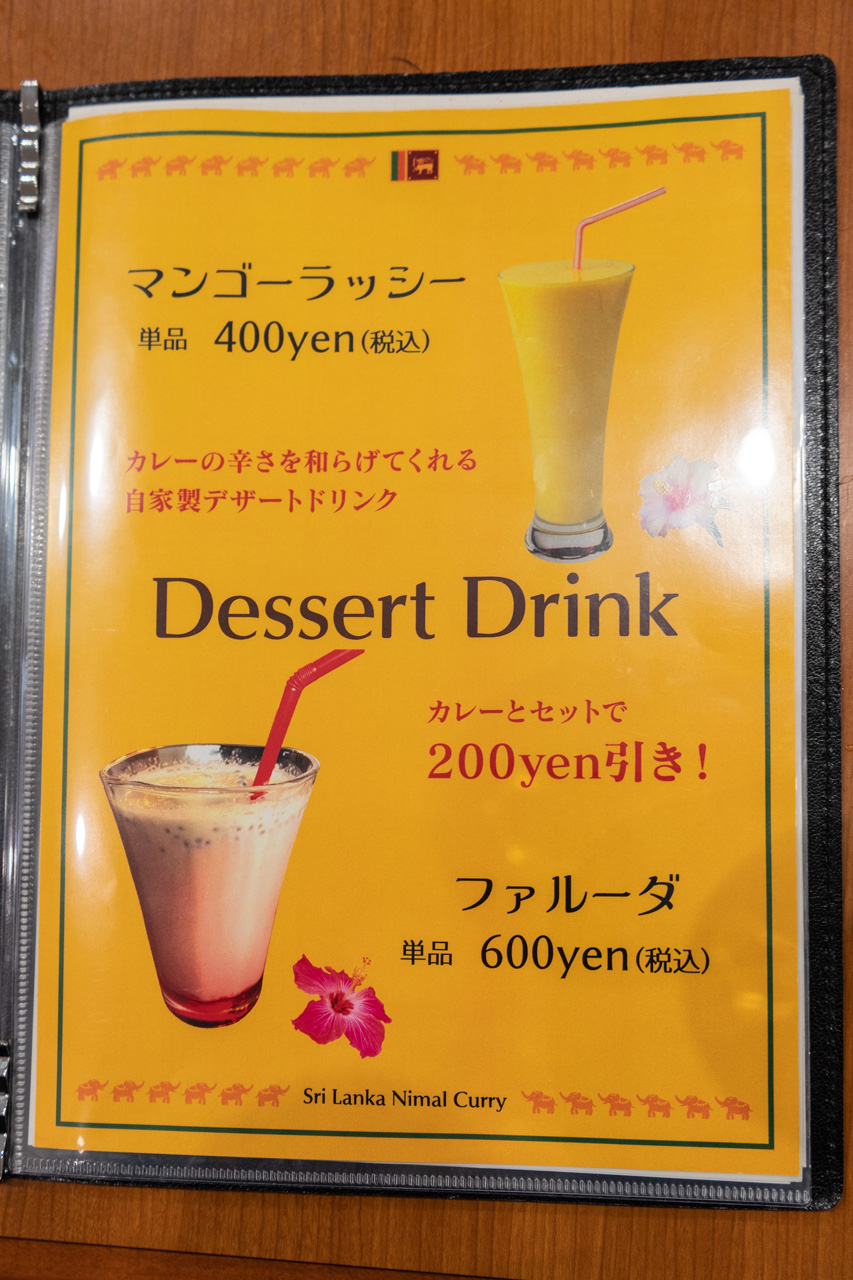 マンゴーラッシー
単品 400yen(税込)
カレーの辛さを和らげてくれる
自家製デザートドリンク
Dessert Drink
カレーとセットで
200yen引き!
ファルーダ
単品 600yen(税込)
Sri Lanka Nimal Curry